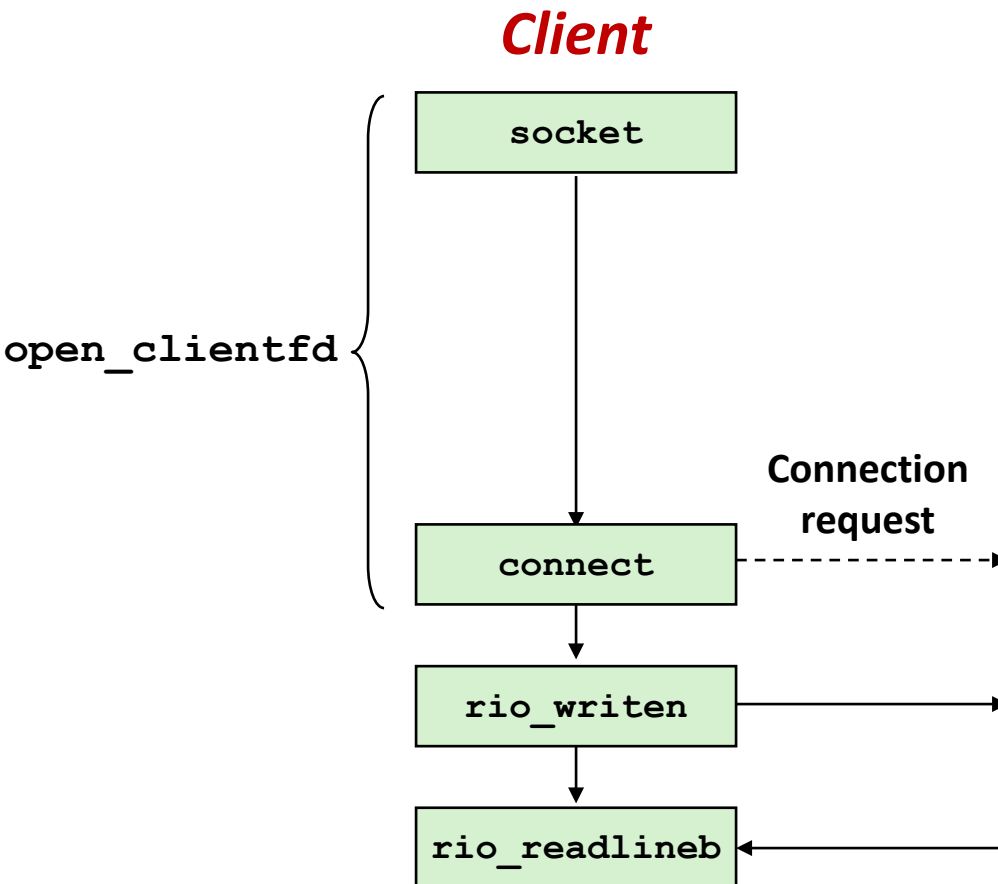 Client
socket
open_clientfd
Connection
request
connect
rio_writen
rio_readlineb